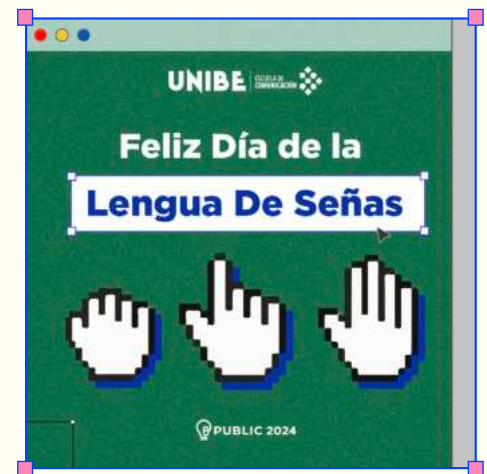 UNIBE
ESCUELA DE
COMUNICACIÓN
Feliz Día de la
Lengua De Señas
PUBLIC 2024